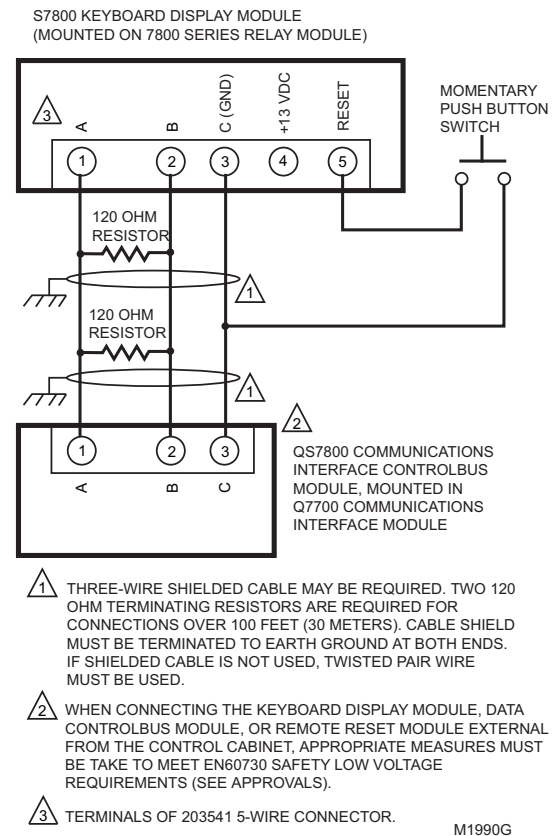 S7800 KEYBOARD DISPLAY MODULE
(MOUNTED ON 7800 SERIES RELAY MODULE)
3
A
B
C (GND)
+13 VDC
RESET
MOMENTARY
PUSH BUTTON
SWITCH
1
2
3
4
5
120 OHM
RESISTOR
1
120 OHM
RESISTOR
1
2
1
2
3
A
B
C
QS7800 COMMUNICATIONS
INTERFACE CONTROLBUS
MODULE, MOUNTED IN
Q7700 COMMUNICATIONS
INTERFACE MODULE
1 THREE-WIRE SHIELDED CABLE MAY BE REQUIRED. TWO 120
OHM TERMINATING RESISTORS ARE REQUIRED FOR
CONNECTIONS OVER 100 FEET (30 METERS). CABLE SHIELD
MUST BE TERMINATED TO EARTH GROUND AT BOTH ENDS.
IF SHIELDED CABLE IS NOT USED, TWISTED PAIR WIRE
MUST BE USED.
2 WHEN CONNECTING THE KEYBOARD DISPLAY MODULE, DATA
CONTROLBUS MODULE, OR REMOTE RESET MODULE EXTERNAL
FROM THE CONTROL CABINET, APPROPRIATE MEASURES MUST
BE TAKE TO MEET EN60730 SAFETY LOW VOLTAGE
REQUIREMENTS (SEE APPROVALS).
3 TERMINALS OF 203541 5-WIRE CONNECTOR.
M1990G